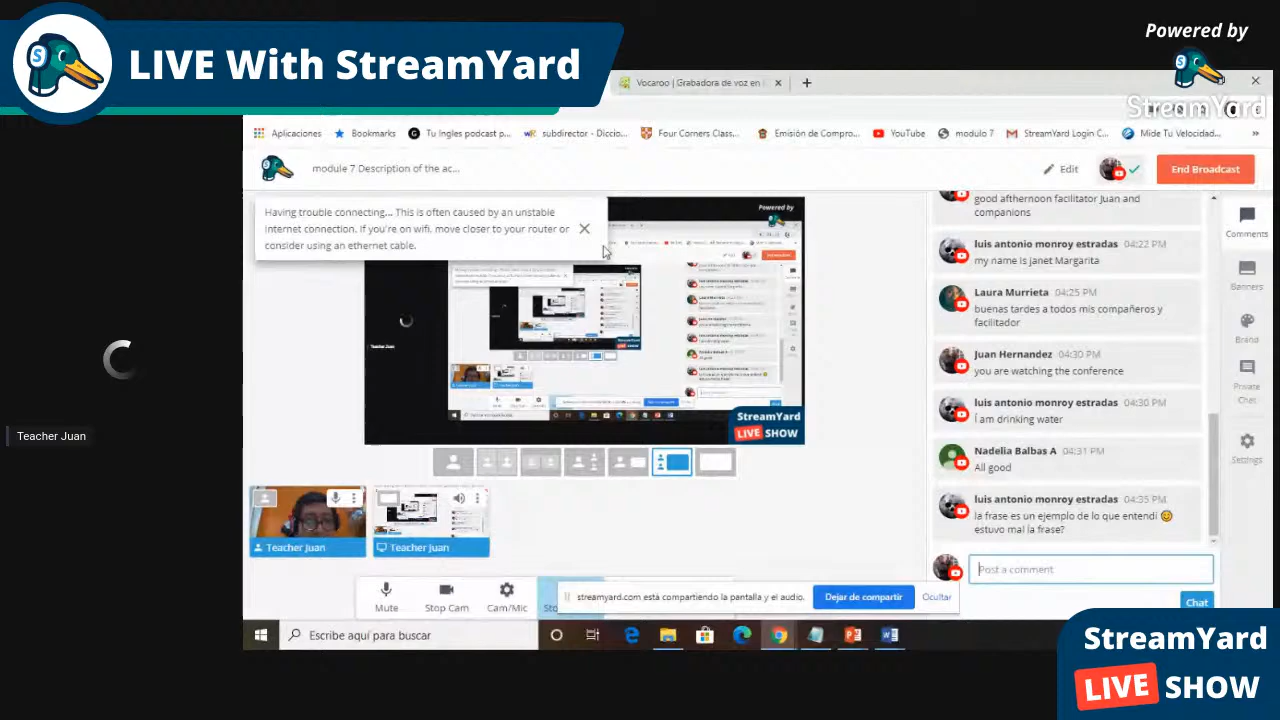 LIVE With StreamYard
Powered by
StreamYard
Vocaroo | Grabadora de voz en
Aplicaciones
Bookmarks
Tu Ingles podcast p...
subdirector - Diccio...
Four Corners Class...
Emisión de Compro...
YouTube
modulo 7
StreamYard Login C...
Mide Tu Velocidad...
module 7 Description of the ac...
Edit
End Broadcast
Having trouble connecting... This is often caused by an unstable
internet connection. If you're on wifi, move closer to your router or
consider using an ethernet cable.
Powered by
Teacher Juan
StreamYard
LIVE SHOW
good afthernoon facilitator Juan and
companions
luis antonio monroy estradas 04:22 PM
my name is janet Margarita
Laura Murrieta 04:25 PM
buenas tardes a todos mis compañeros y
facilitador
Juan Hernandez 04:30 PM
you are watching the conference
luis antonio monroy estradas 04:30 PM
I am drinking water
Nadelia Balbas A 04:31 PM
All good
luis antonio monroy estradas 04:35 PM
la frase es un ejemplo de lo que entendi
estuvo mal la frase?
Post a comment
Chat
Comments
Banners
Brand
Private
Chat
Settings
Teacher Juan
Teacher Juan
Teacher Juan
Mute
Stop Cam
Cam/Mic
streamyard.com está compartiendo la pantalla y el audio.
Dejar de compartir
Ocultar
Escribe aquí para buscar
StreamYard
LIVE SHOW